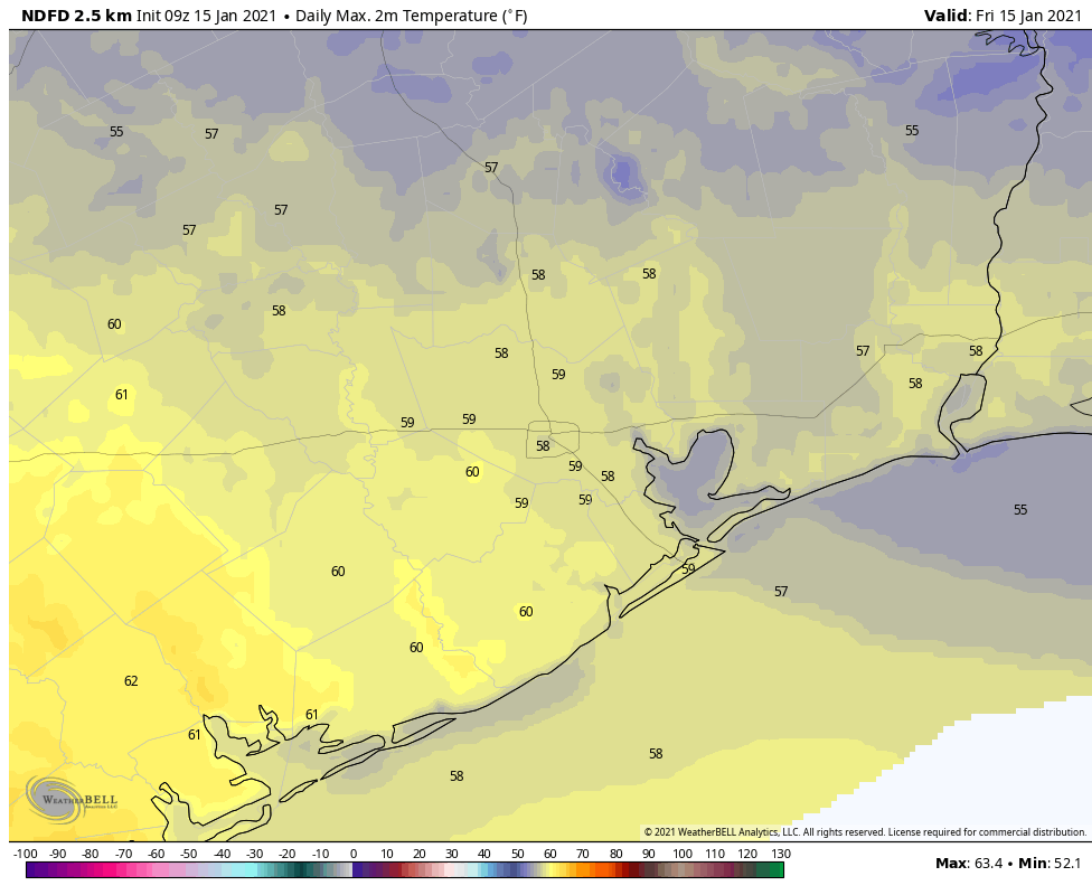 NDFD 2.5 km Init 09z 15 Jan 2021 • Daily Max. 2m Temperature (°F) Valid: Fri 15 Jan 2021
55 57 55
57
57
57
58 58
58
60
58 57 58
59 58
61
59 59
58
60 59 58
59 59
55
60 59
57
60
60
62
61
61
58
58
WEATHERBELL
Analytics LLC
© 2021 WeatherBELL Analytics, LLC. All rights reserved. License required for commercial distribution.
-100 -90 -80 -70 -60 -50 -40 -30 -20 -10 0 10 20 30 40 50 60 70 80 90 100 110 120 130
Max: 63.4 • Min: 52.1